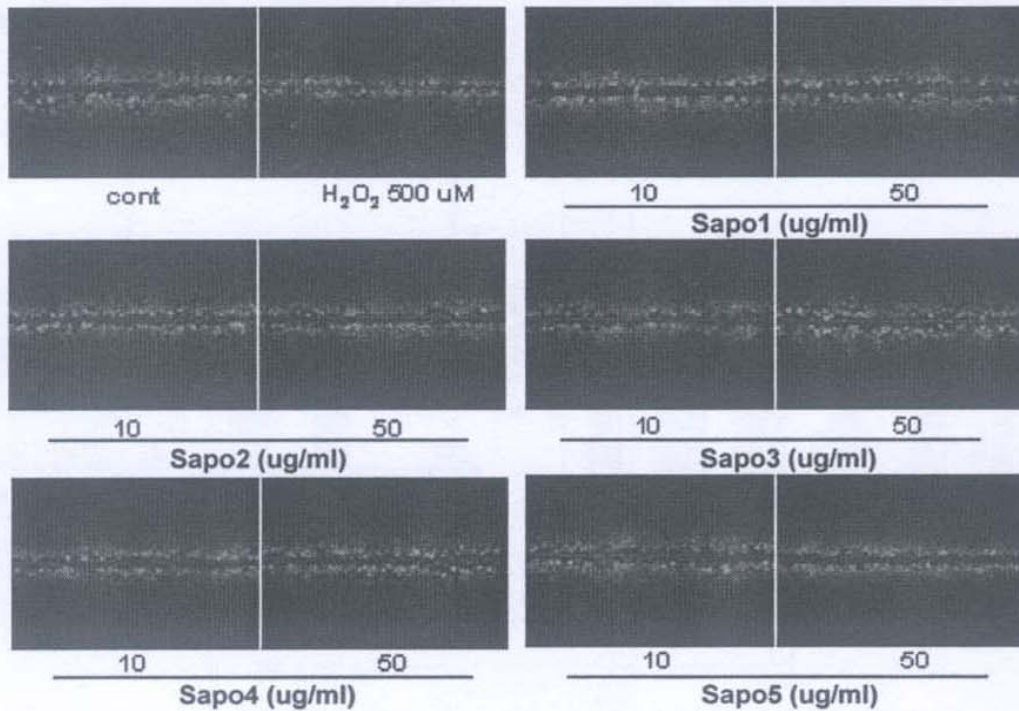 cont H₂O₂ 500 uM 10 50
Sapo1 (ug/ml)
10 50 10 50
Sapo2 (ug/ml) Sapo3 (ug/ml)
10 50 10 50
Sapo4 (ug/ml) Sapo5 (ug/ml)